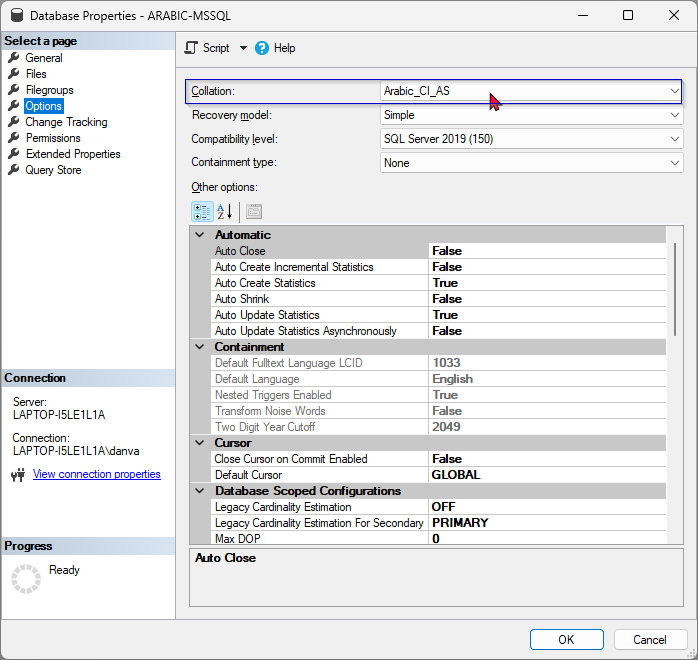 Database Properties - ARABIC-MSSQL
Select a page
General
Files
Filegroups
Options
Change Tracking
Permissions
Extended Properties
Query Store
Script Help
Collation: Arabic_CI_AS
Recovery model: Simple
Compatibility level: SQL Server 2019 (150)
Containment type: None
Other options:
Automatic
Auto Close False
Auto Create Incremental Statistics False
Auto Create Statistics True
Auto Shrink False
Auto Update Statistics True
Auto Update Statistics Asynchronously False
Containment
Default Fulltext Language LCID 1033
Default Language English
Nested Triggers Enabled True
Transform Noise Words False
Two Digit Year Cutoff 2049
Cursor
Close Cursor on Commit Enabled False
Default Cursor GLOBAL
Database Scoped Configurations
Legacy Cardinality Estimation OFF
Legacy Cardinality Estimation For Secondary PRIMARY
Max DOP 0
Auto Close
Connection
Server:
LAPTOP-I5LE1L1A
Connection:
LAPTOP-I5LE1L1A\danva
View connection properties
Progress
Ready
OK Cancel